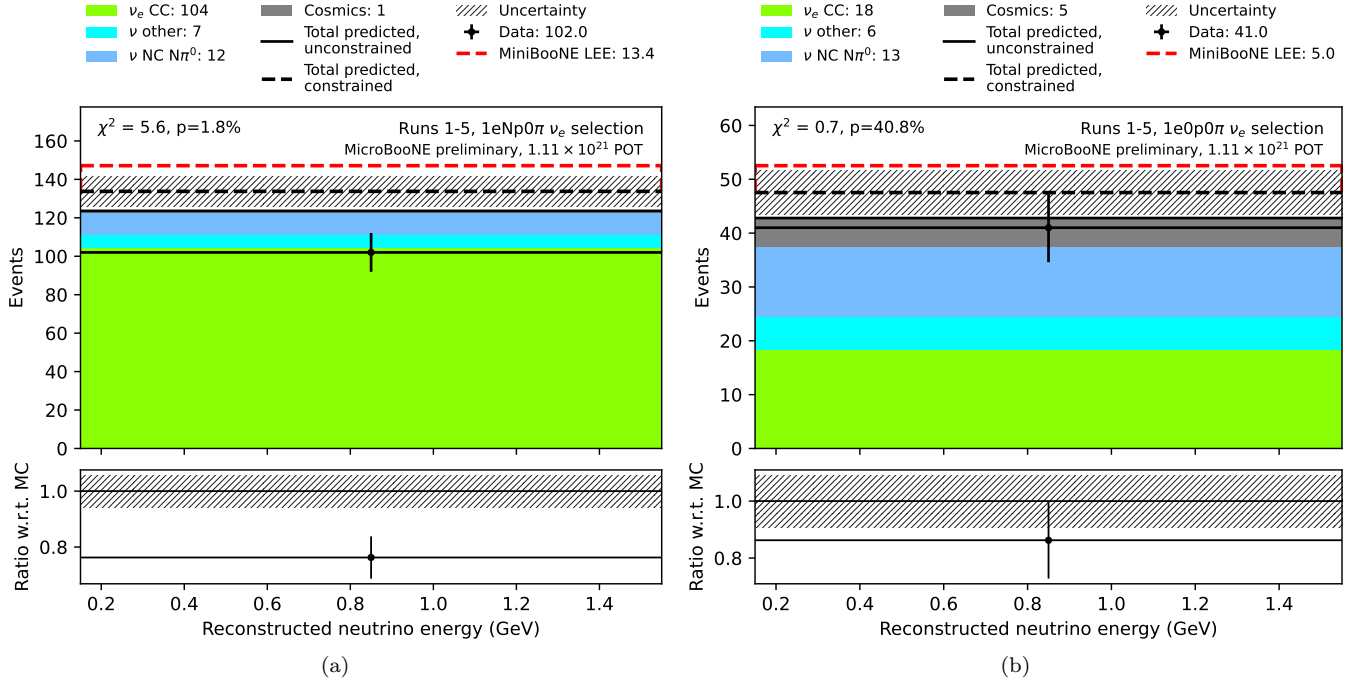 ν_e CC: 104
ν other: 7
ν NC Nπ⁰: 12
Cosmics: 1
Total predicted,
unconstrained
Total predicted,
constrained
Uncertainty
Data: 102.0
MiniBooNE LEE: 13.4
χ² = 5.6, p=1.8%
Runs 1-5, 1eNp0π ν_e selection
MicroBooNE preliminary, 1.11 × 10²¹ POT
Events
160
140
120
100
80
60
40
20
0
Ratio w.r.t. MC
1.0
0.8
0.2 0.4 0.6 0.8 1.0 1.2 1.4
Reconstructed neutrino energy (GeV)
(a)
ν_e CC: 18
ν other: 6
ν NC Nπ⁰: 13
Cosmics: 5
Total predicted,
unconstrained
Total predicted,
constrained
Uncertainty
Data: 41.0
MiniBooNE LEE: 5.0
χ² = 0.7, p=40.8%
Runs 1-5, 1e0p0π ν_e selection
MicroBooNE preliminary, 1.11 × 10²¹ POT
Events
60
50
40
30
20
10
0
Ratio w.r.t. MC
1.0
0.8
0.2 0.4 0.6 0.8 1.0 1.2 1.4
Reconstructed neutrino energy (GeV)
(b)